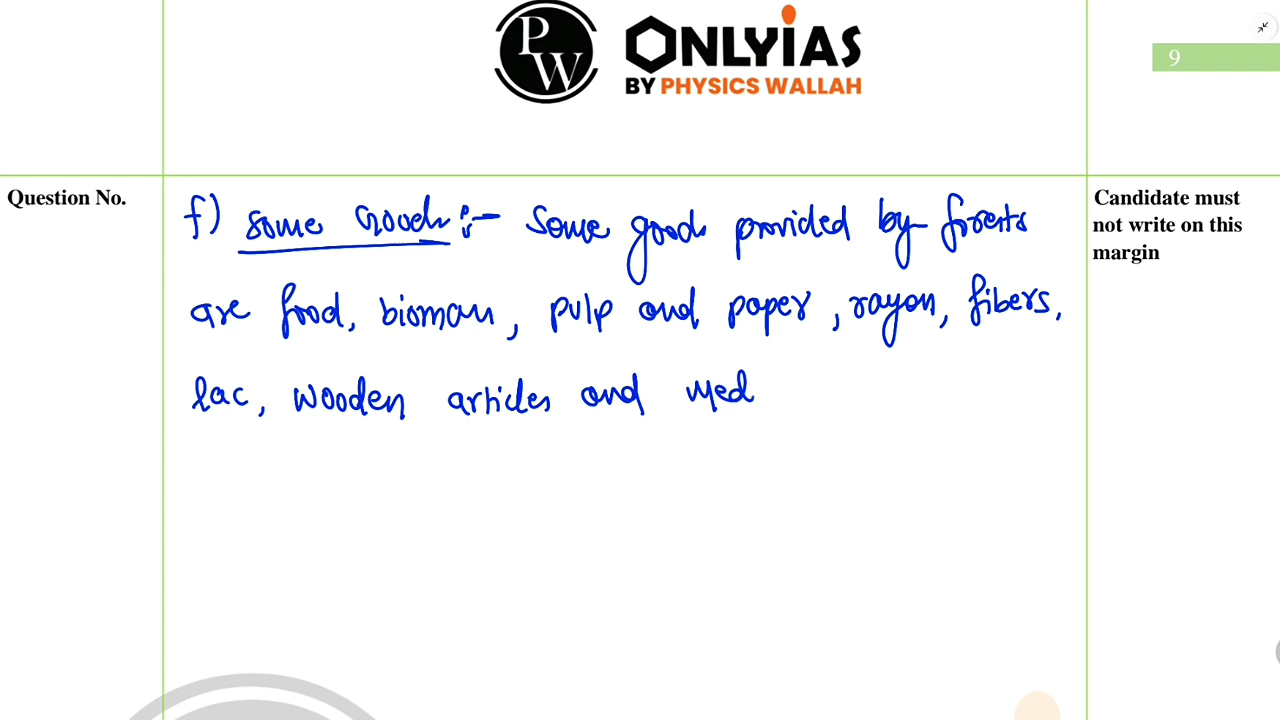 PW ONLYIAS
BY PHYSICS WALLAH
9
Question No.
Candidate must
not write on this
margin
f) some Goods :- Some goods provided by forests
are food, biomass, pulp and paper, rayon, fibers,
lac, wooden articles and med